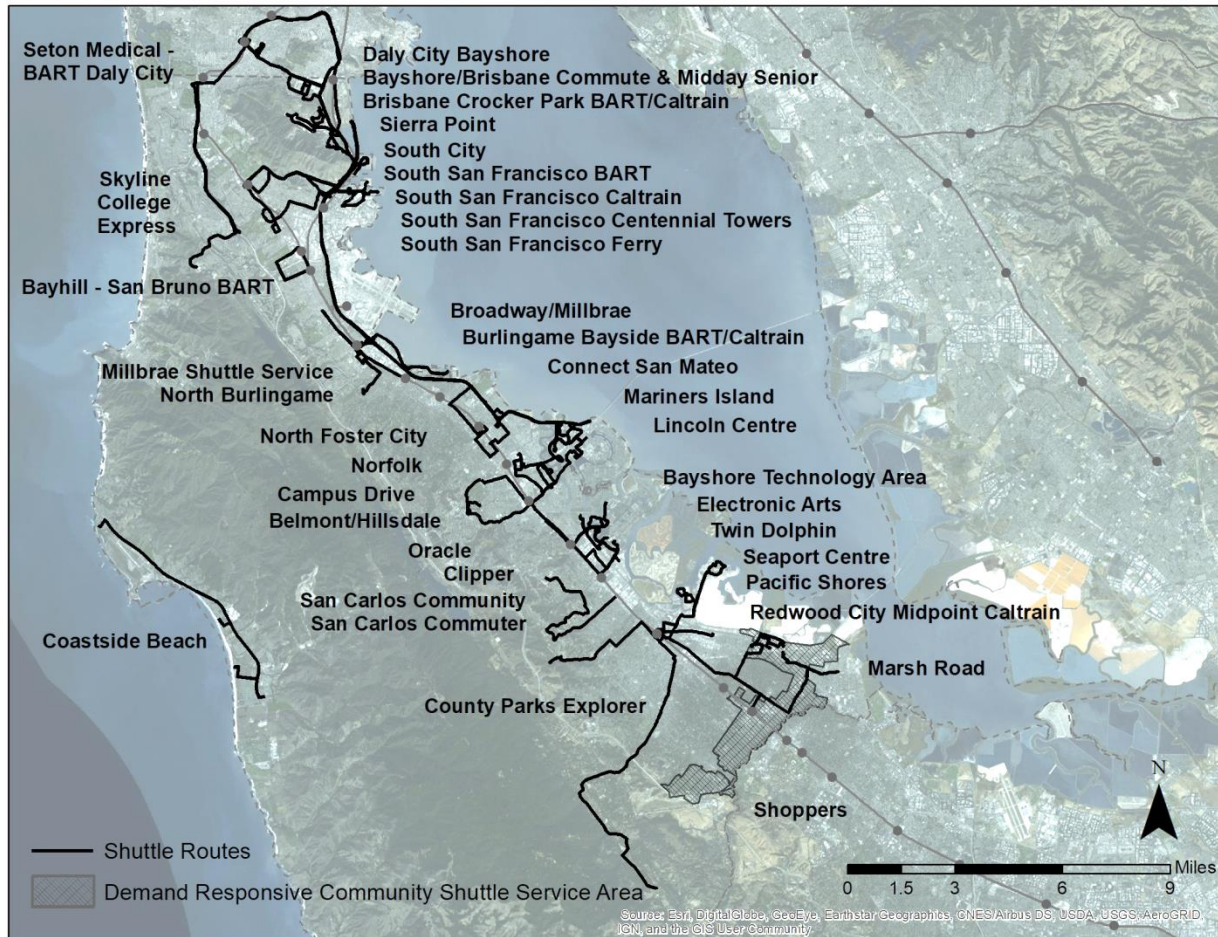 Seton Medical -
BART Daly City
Daly City Bayshore
Bayshore/Brisbane Commute & Midday Senior
Brisbane Crocker Park BART/Caltrain
Sierra Point
South City
South San Francisco BART
South San Francisco Caltrain
South San Francisco Centennial Towers
South San Francisco Ferry
Skyline
College
Express
Bayhill - San Bruno BART
Broadway/Millbrae
Burlingame Bayside BART/Caltrain
Connect San Mateo
Mariners Island
Lincoln Centre
Millbrae Shuttle Service
North Burlingame
North Foster City
Norfolk
Campus Drive
Belmont/Hillsdale
Bayshore Technology Area
Electronic Arts
Twin Dolphin
Seaport Centre
Pacific Shores
Redwood City Midpoint Caltrain
Marsh Road
Oracle
Clipper
San Carlos Community
San Carlos Commuter
Coastside Beach
County Parks Explorer
Shoppers
N
Shuttle Routes
Demand Responsive Community Shuttle Service Area
Miles
0 1.5 3 6 9
Source: Esri, DigitalGlobe, GeoEye, Earthstar Geographics, CNES/Airbus DS, USDA, USGS, AeroGRID,
IGN, and the GIS User Community